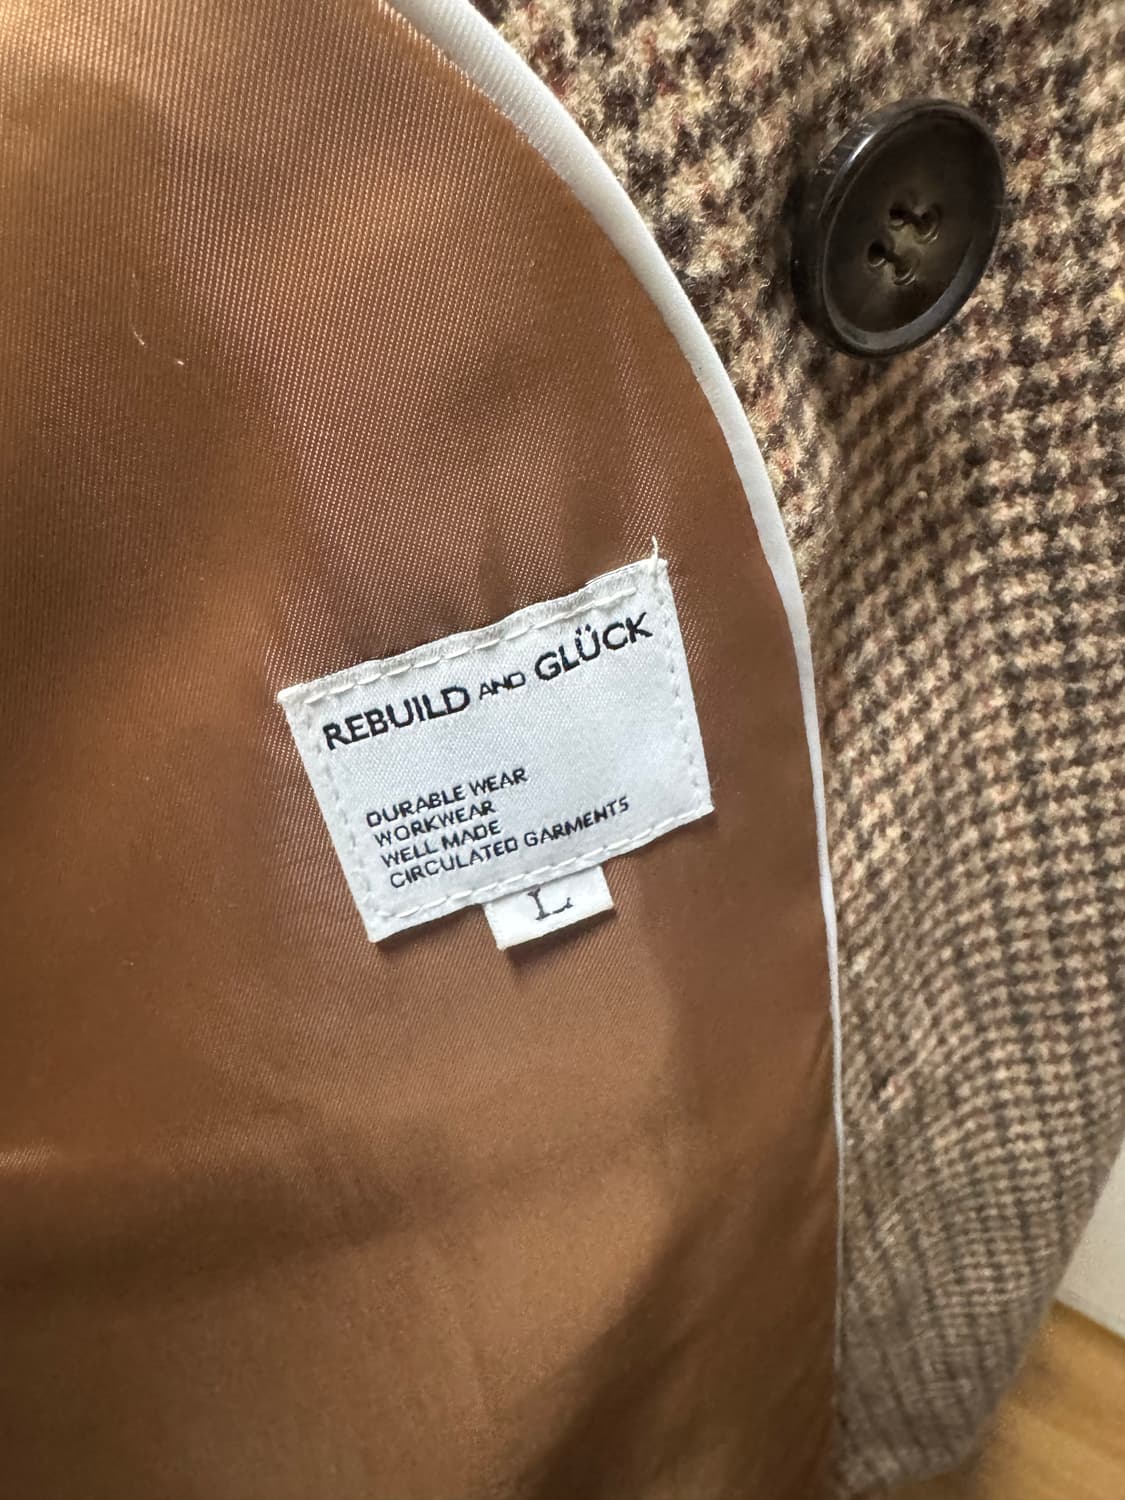 REBUILD AND GLÜCK
DURABLE WEAR
WORKWEAR
WELL MADE
CIRCULATED GARMENTS
L